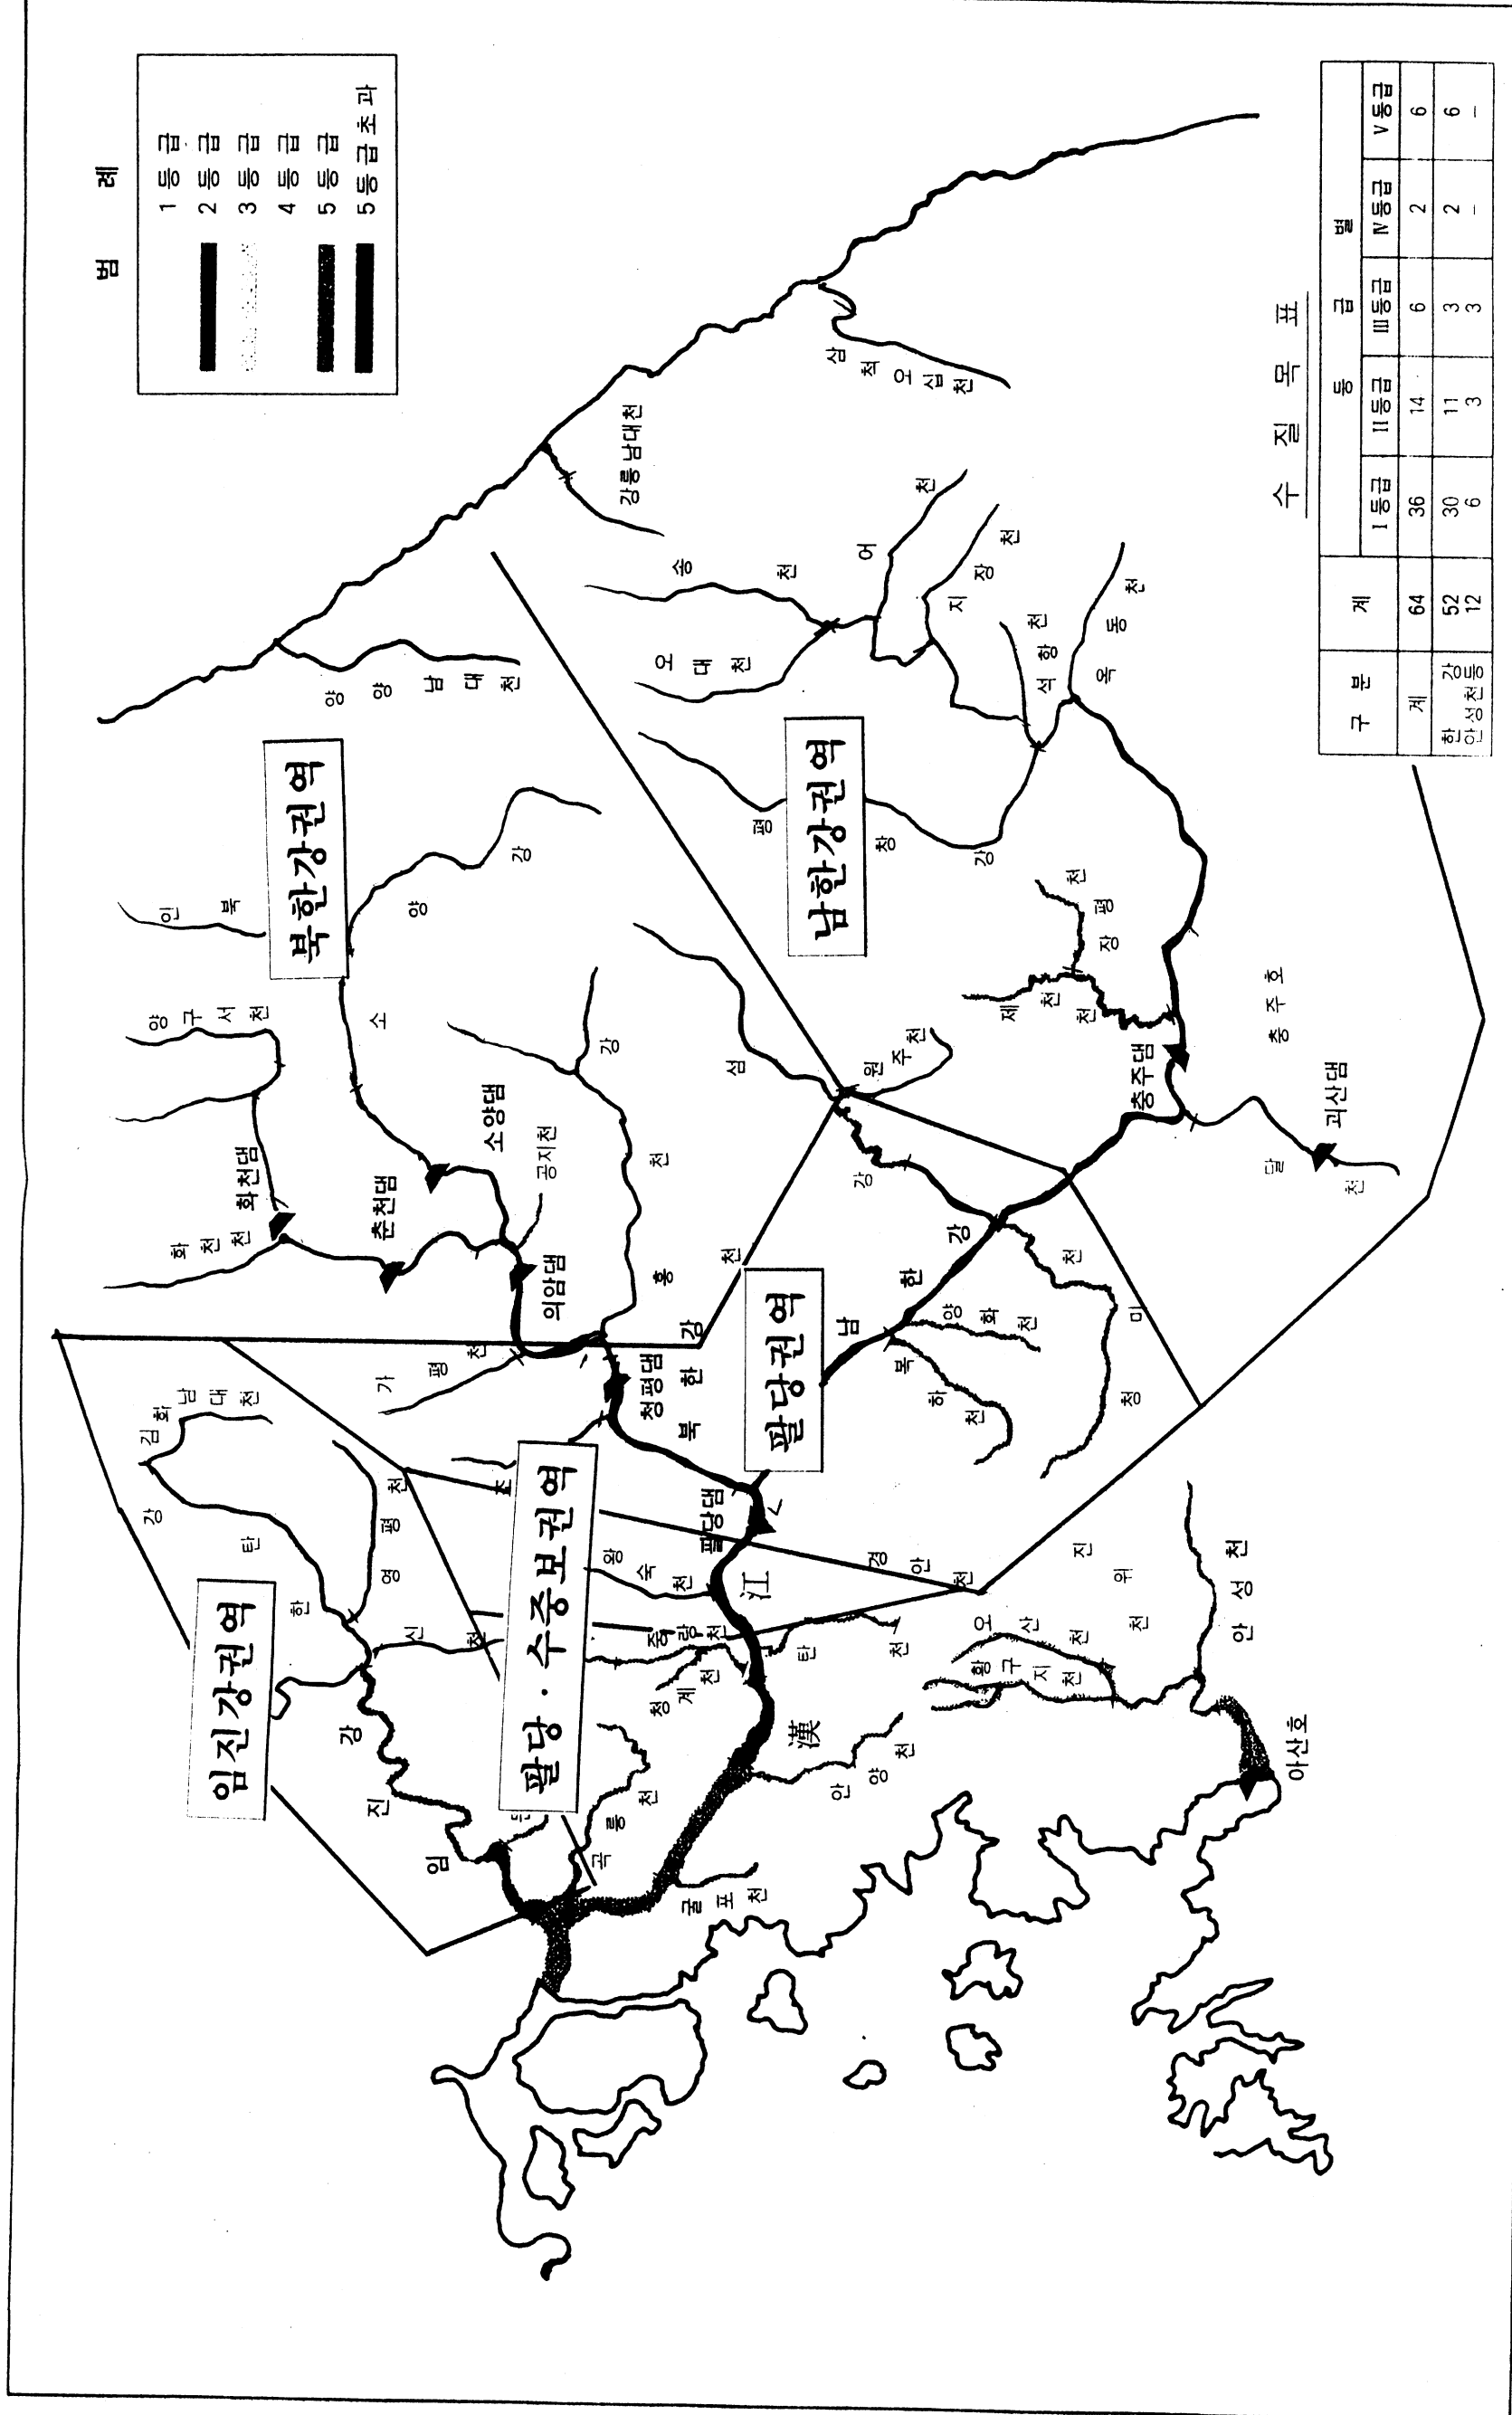 범 례
1 등 급
2 등 급
3 등 급
4 등 급
5 등 급
5 등 급 초 과
북한강권역
임진강권역
팔당·수중보권역
팔당권역
남한강권역
양 양 남 대 천
강릉남대천
삼 척 오 십 천
인 북
양 구 서 천
화 천 천
화천댐
춘천댐
소양댐
소 양 강
공지천
의암댐
가 평 천
청평댐
홍 천 강
북 한 강
김 화 남 대 천
한 탄 강
영 평 천
신 천
임 진 강
곡 릉 천
굴 포 천
왕 숙 천
중 랑 천
청 계 천
탄 천
안 양 천
漢 江
팔당댐
경 안 천
남 한 강
복 하 천
양 화 천
청 미 천
섬 강
원 주 천
오 대 천
송 천
어 천
지 장 천
석 항 천
옥 동 천
평 창 강
제 천 천
장 평 천
충주댐
충 주 호
괴산댐
달 천
오 산 천
황 구 지 천
진 위 천
안 성 천
아산호
수 질 목 표
구 분 계 등 급 별
I 등급 II 등급 III 등급 IV 등급 V 등급
계 64 36 14 6 2 6
한 강 52 30 11 3 2 6
안성천등 12 6 3 3 － －